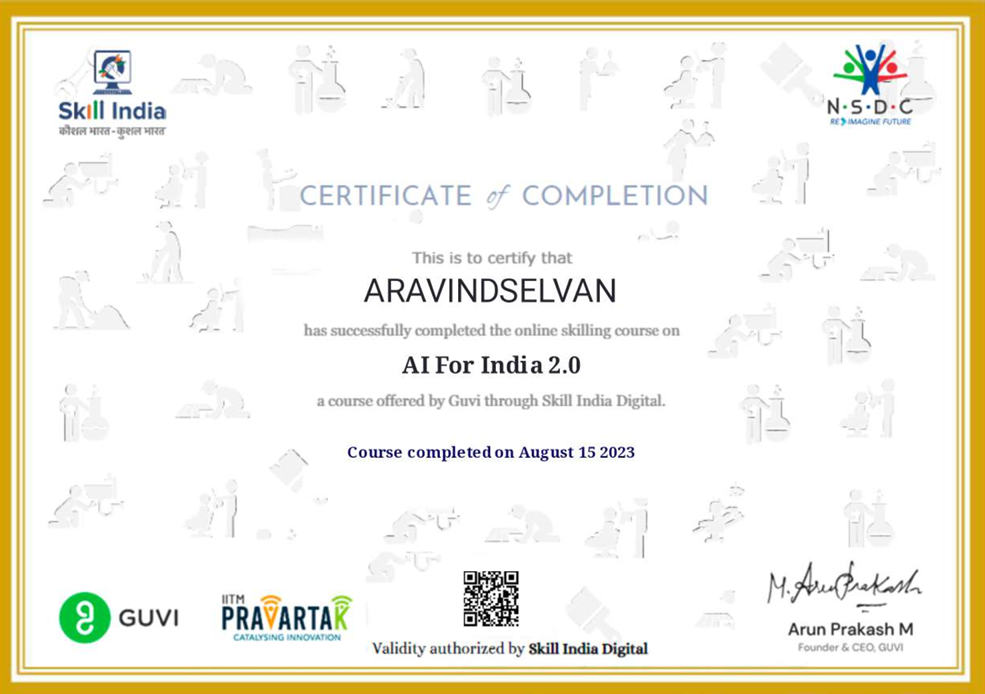 Skill India
कौशल भारत - कुशल भारत
N·S·D·C
RE IMAGINE FUTURE
CERTIFICATE of COMPLETION
This is to certify that
ARAVINDSELVAN
has successfully completed the online skilling course on
AI For India 2.0
a course offered by Guvi through Skill India Digital.
Course completed on August 15 2023
GUVI
IITM
PRAVARTAK
CATALYSING INNOVATION
Validity authorized by Skill India Digital
M. Arun Prakash
Arun Prakash M
Founder & CEO, GUVI